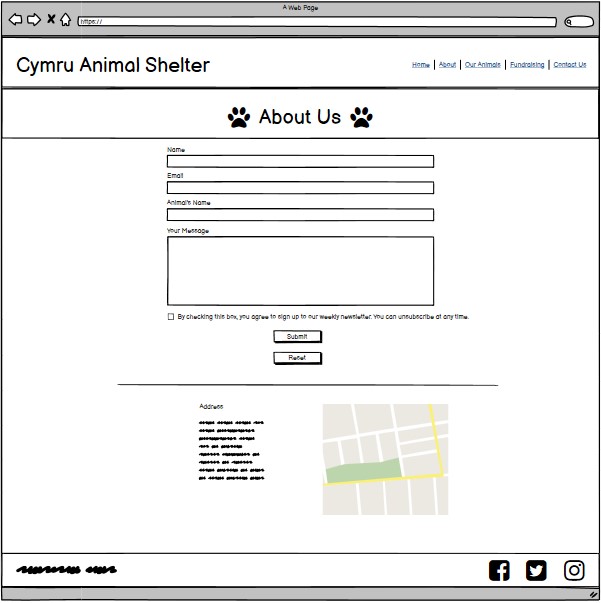 A Web Page
https://
Cymru Animal Shelter
Home | About | Our Animals | Fundraising | Contact Us
About Us
Name
Email
Animal's Name
Your Message
By checking this box, you agree to sign up to our weekly newsletter. You can unsubscribe at any time.
Submit
Reset
Address